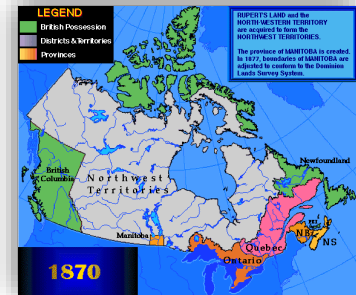 LEGEND
British Possession
Districts & Territories
Provinces
RUPERT'S LAND and the
NORTH-WESTERN TERRITORY
are acquired to form the
NORTHWEST TERRITORIES.
The province of MANITOBA is created.
In 1877, boundaries of MANITOBA are
adjusted to conform to the Dominion
Lands Survey System.
Newfoundland
British
Columbia
Northwest
Territories
Manitoba
Quebec
Ontario
NB
NS
1870